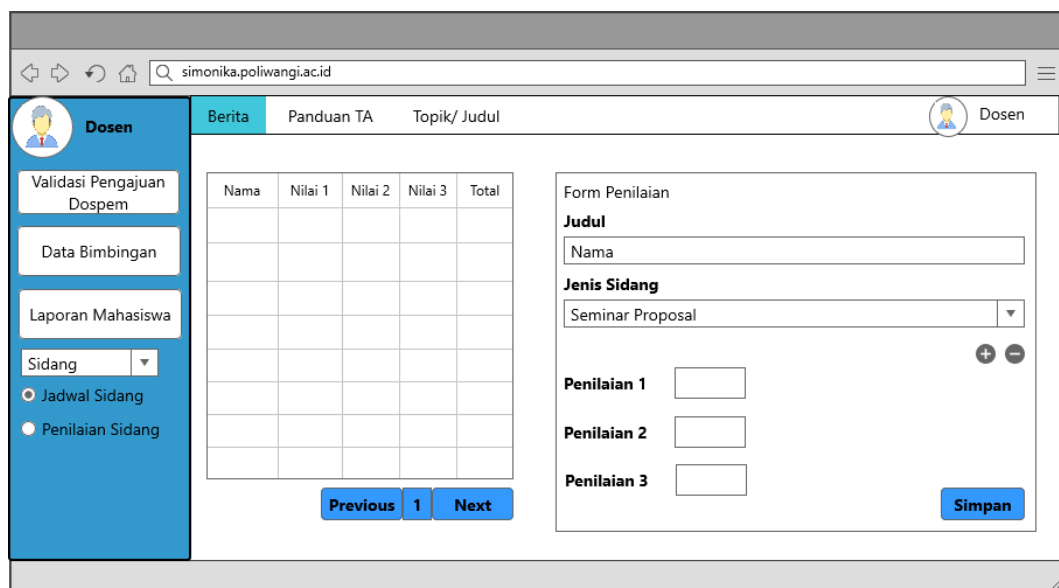 simonika.poliwangi.ac.id
Dosen
Berita Panduan TA Topik/ Judul Dosen
Validasi Pengajuan
Dospem
Data Bimbingan
Laporan Mahasiswa
Sidang
Jadwal Sidang
Penilaian Sidang
Nama Nilai 1 Nilai 2 Nilai 3 Total
Previous 1 Next
Form Penilaian
Judul
Nama
Jenis Sidang
Seminar Proposal
Penilaian 1
Penilaian 2
Penilaian 3
Simpan